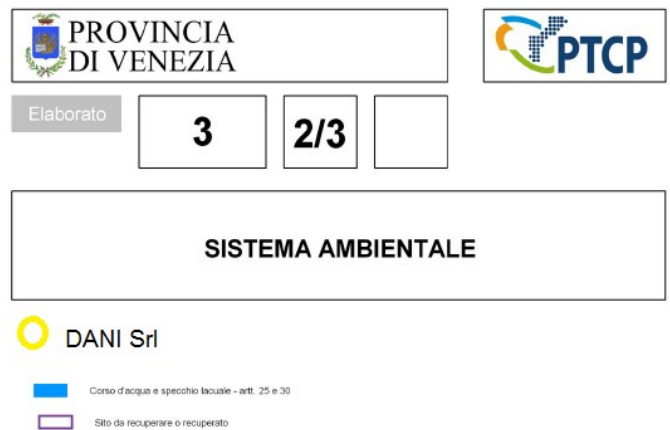 PROVINCIA
DI VENEZIA
PTCP
Elaborato
3
2/3
SISTEMA AMBIENTALE
DANI Srl
Corso d'acqua e specchio lacuale - artt. 25 e 30
Sito da recuperare o recuperato